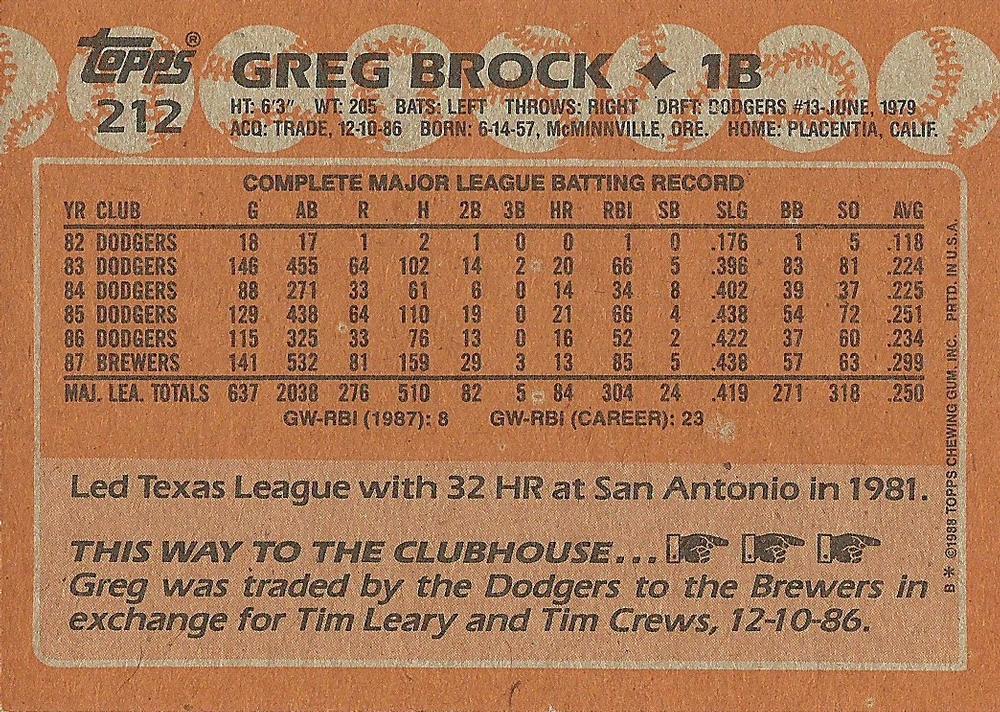 Topps®
212
GREG BROCK ✦ 1B
HT: 6'3" WT: 205 BATS: LEFT THROWS: RIGHT DRFT: DODGERS #13-JUNE, 1979
ACQ: TRADE, 12-10-86 BORN: 6-14-57, McMINNVILLE, ORE. HOME: PLACENTIA, CALIF.
COMPLETE MAJOR LEAGUE BATTING RECORD
YR CLUB G AB R H 2B 3B HR RBI SB SLG BB SO AVG
82 DODGERS 18 17 1 2 1 0 0 1 0 .176 1 5 .118
83 DODGERS 146 455 64 102 14 2 20 66 5 .396 83 81 .224
84 DODGERS 88 271 33 61 6 0 14 34 8 .402 39 37 .225
85 DODGERS 129 438 64 110 19 0 21 66 4 .438 54 72 .251
86 DODGERS 115 325 33 76 13 0 16 52 2 .422 37 60 .234
87 BREWERS 141 532 81 159 29 3 13 85 5 .438 57 63 .299
MAJ. LEA. TOTALS 637 2038 276 510 82 5 84 304 24 .419 271 318 .250
GW-RBI (1987): 8 GW-RBI (CAREER): 23
Led Texas League with 32 HR at San Antonio in 1981.
THIS WAY TO THE CLUBHOUSE...
Greg was traded by the Dodgers to the Brewers in
exchange for Tim Leary and Tim Crews, 12-10-86.
B* ©1988 TOPPS CHEWING GUM, INC. PRTD. IN U.S.A.